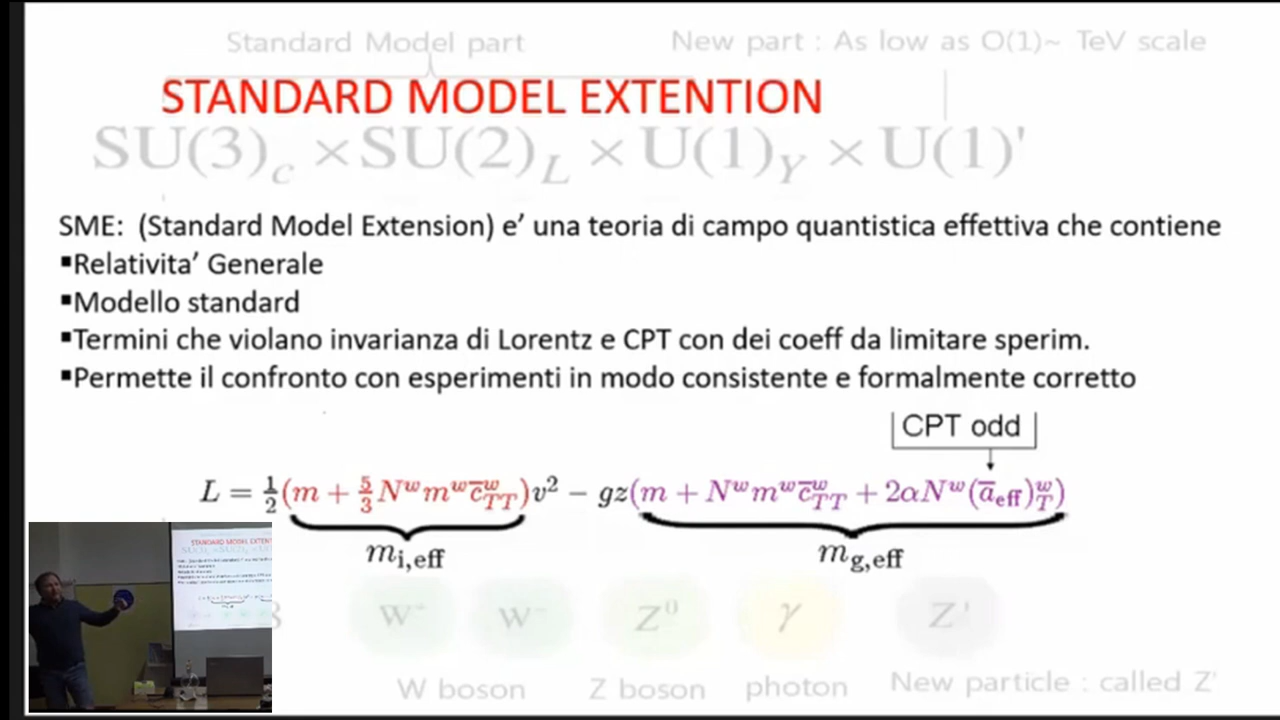 Standard Model part New part : As low as O(1)~ TeV scale
STANDARD MODEL EXTENTION
SU(3)c ×SU(2)L ×U(1)Y ×U(1)'
SME: (Standard Model Extension) e' una teoria di campo quantistica effettiva che contiene
▪Relativita' Generale
▪Modello standard
▪Termini che violano invarianza di Lorentz e CPT con dei coeff da limitare sperim.
▪Permette il confronto con esperimenti in modo consistente e formalmente corretto
CPT odd
L = ½(m + 5/3 Nʷmʷc̅ʷ_TT)v² − gz(m + Nʷmʷc̅ʷ_TT + 2αNʷ(a̅_eff)ʷ_T)
m_i,eff m_g,eff
W⁺ W⁻ Z⁰ γ Z'
W boson Z boson photon New particle : called Z'
STANDARD MODEL EXTEN